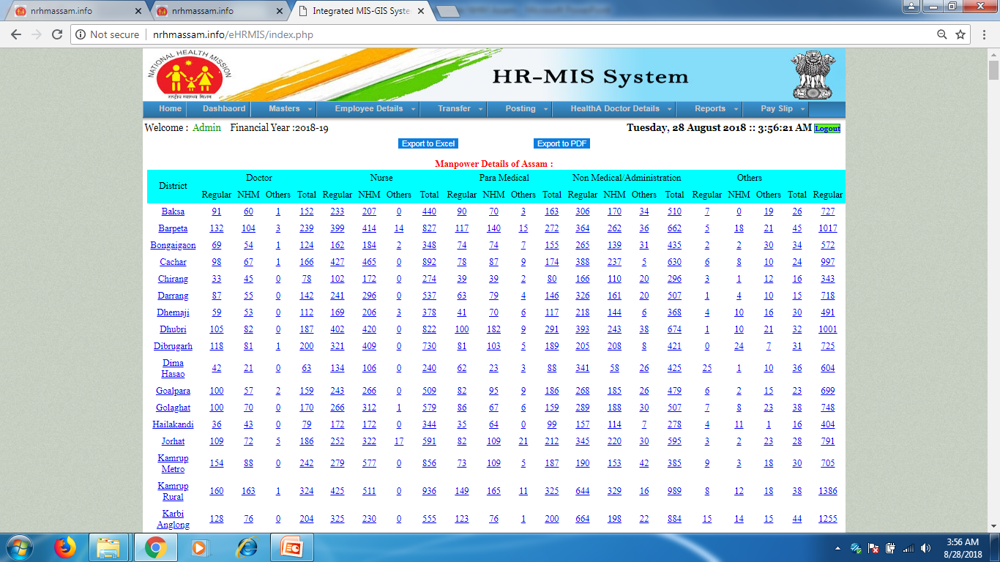 nrhmassam.info
nrhmassam.info
Integrated MIS-GIS Syste
Not secure
nrhmassam.info/eHRMIS/index.php
NATIONAL HEALTH MISSION
राष्ट्रीय स्वास्थ्य मिशन
HR-MIS System
Home Dashbaord Masters Employee Details Transfer Posting HealthA Doctor Details Reports Pay Slip
Welcome : Admin Financial Year :2018-19 Tuesday, 28 August 2018 :: 3:56:21 AM Logout
Export to Excel Export to PDF
Manpower Details of Assam :
District Doctor Nurse Para Medical Non Medical/Administration Others
Regular NHM Others Total Regular NHM Others Total Regular NHM Others Total Regular NHM Others Total Regular NHM Others Total Regular
Baksa 91 60 1 152 233 207 0 440 90 70 3 163 306 170 34 510 7 0 19 26 727
Barpeta 132 104 3 239 399 414 14 827 117 140 15 272 364 262 36 662 5 18 21 45 1017
Bongaigaon 69 54 1 124 162 184 2 348 74 74 7 155 265 139 31 435 2 2 30 34 572
Cachar 98 67 1 166 427 465 0 892 78 87 9 174 388 237 5 630 6 8 10 24 997
Chirang 33 45 0 78 102 172 0 274 39 39 2 80 166 110 20 296 3 1 12 16 343
Darrang 87 55 0 142 241 296 0 537 63 79 4 146 326 161 20 507 1 4 10 15 718
Dhemaji 59 53 0 112 169 206 3 378 41 70 6 117 218 144 6 368 4 10 16 30 491
Dhubri 105 82 0 187 402 420 0 822 100 182 9 291 393 243 38 674 1 10 21 32 1001
Dibrugarh 118 81 1 200 321 409 0 730 81 103 5 189 205 208 8 421 0 24 7 31 725
Dima Hasao 42 21 0 63 134 106 0 240 62 23 3 88 341 58 26 425 25 1 10 36 604
Goalpara 100 57 2 159 243 266 0 509 82 95 9 186 268 185 26 479 6 2 15 23 699
Golaghat 100 70 0 170 266 312 1 579 86 67 6 159 289 188 30 507 7 8 23 38 748
Hailakandi 36 43 0 79 172 172 0 344 35 64 0 99 157 114 7 278 4 11 1 16 404
Jorhat 109 72 5 186 252 322 17 591 82 109 21 212 345 220 30 595 3 2 23 28 791
Kamrup Metro 154 88 0 242 279 577 0 856 73 109 5 187 190 153 42 385 9 3 18 30 705
Kamrup Rural 160 163 1 324 425 511 0 936 149 165 11 325 644 329 16 989 8 12 18 38 1386
Karbi Anglong 128 76 0 204 325 230 0 555 123 76 1 200 664 198 22 884 15 14 15 44 1255
3:56 AM
8/28/2018